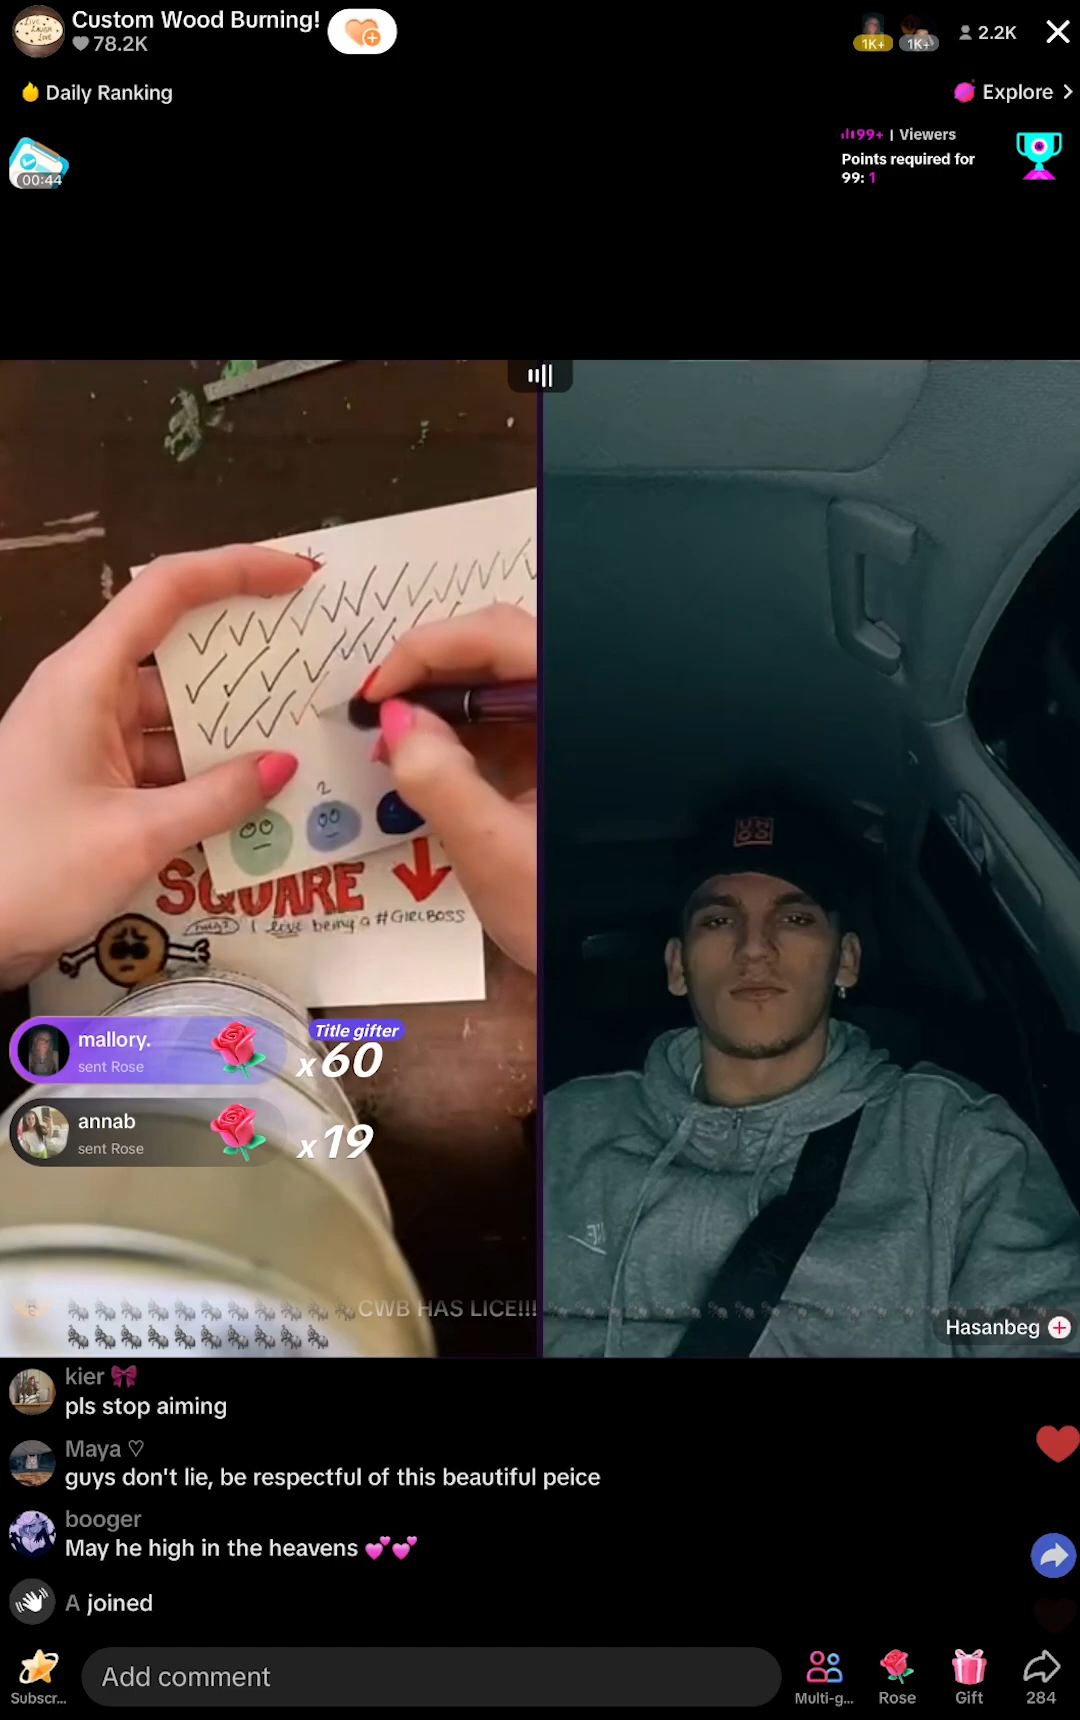 Custom Wood Burning!
78.2K
1K+
1K+
2.2K
Daily Ranking
Explore
00:44
99+ | Viewers
Points required for
99: 1
2
SQUARE
I love being a #GIRLBOSS
mallory.
sent Rose
Title gifter
x60
annab
sent Rose
x19
CWB HAS LICE!!!
Hasanbeg
kier
pls stop aiming
Maya ♡
guys don't lie, be respectful of this beautiful peice
booger
May he high in the heavens 💕💕
A joined
Add comment
Subscr...
Multi-g...
Rose
Gift
284